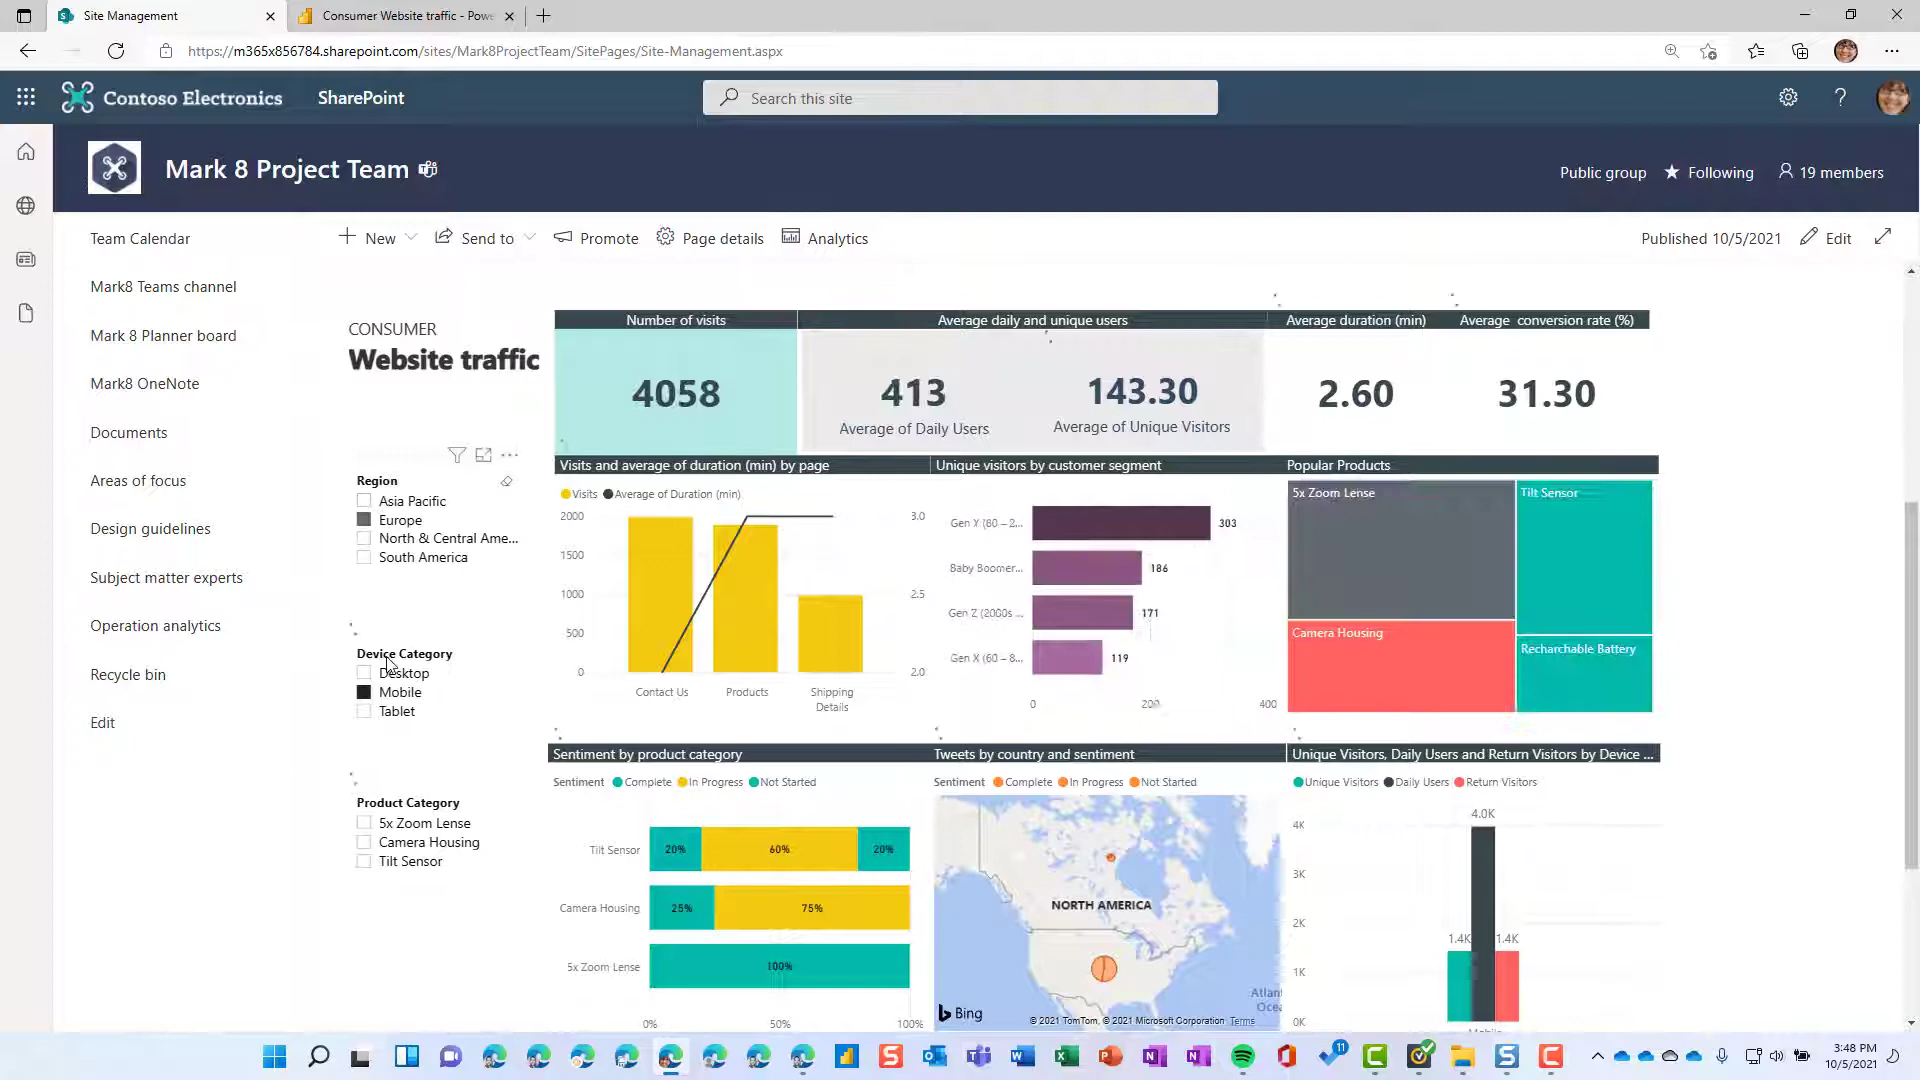 Site Management
Consumer Website traffic - Powe
https://m365x856784.sharepoint.com/sites/Mark8ProjectTeam/SitePages/Site-Management.aspx
Contoso Electronics
SharePoint
Search this site
Mark 8 Project Team
Public group
Following
19 members
Team Calendar
Mark8 Teams channel
Mark 8 Planner board
Mark8 OneNote
Documents
Areas of focus
Design guidelines
Subject matter experts
Operation analytics
Recycle bin
Edit
New
Send to
Promote
Page details
Analytics
Published 10/5/2021
Edit
CONSUMER
Website traffic
Number of visits
4058
Average daily and unique users
413
Average of Daily Users
143.30
Average of Unique Visitors
Average duration (min)
2.60
Average conversion rate (%)
31.30
Region
Asia Pacific
Europe
North & Central Ame...
South America
Device Category
Desktop
Mobile
Tablet
Product Category
5x Zoom Lense
Camera Housing
Tilt Sensor
Visits and average of duration (min) by page
Visits Average of Duration (min)
2000
1500
1000
500
0
3.0
2.5
2.0
Contact Us
Products
Shipping
Details
Unique visitors by customer segment
Gen Y (80 – 2...
303
Baby Boomer...
186
Gen Z (2000s ...
171
Gen X (60 – 8...
119
0
200
400
Popular Products
5x Zoom Lense
Tilt Sensor
Camera Housing
Recharchable Battery
Sentiment by product category
Sentiment Complete In Progress Not Started
Tilt Sensor
20%
60%
20%
Camera Housing
25%
75%
5x Zoom Lense
100%
0%
50%
100%
Tweets by country and sentiment
Sentiment Complete In Progress Not Started
NORTH AMERICA
Bing
© 2021 TomTom, © 2021 Microsoft Corporation Terms
Unique Visitors, Daily Users and Return Visitors by Device ...
Unique Visitors Daily Users Return Visitors
4K
3K
2K
1K
0K
4.0K
1.4K
1.4K
11
3:48 PM
10/5/2021